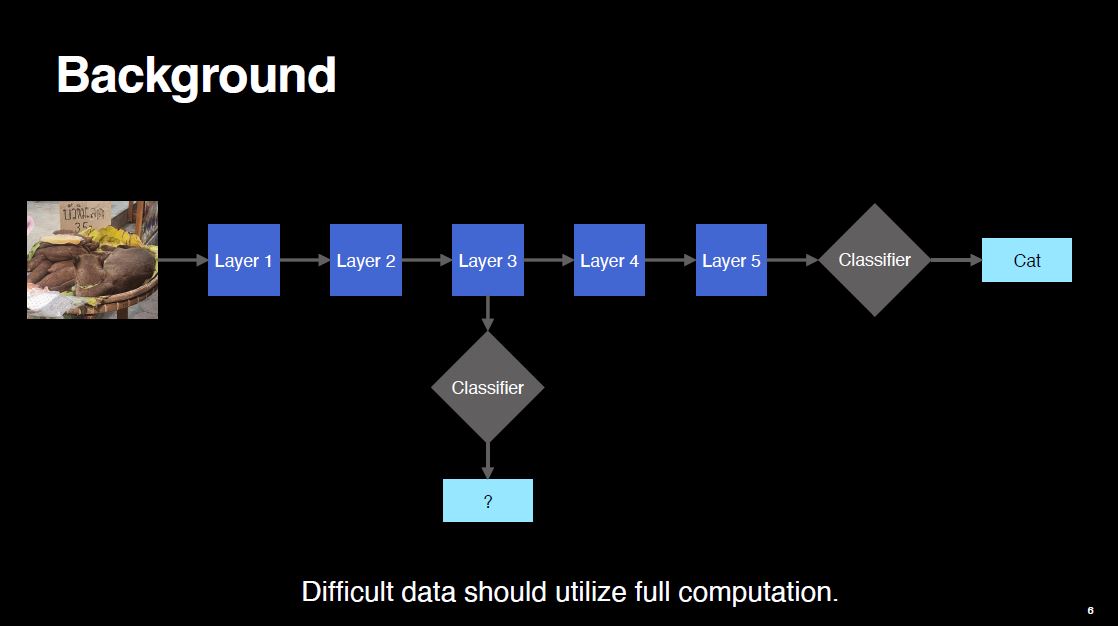 Background
35
Layer 1
Layer 2
Layer 3
Layer 4
Layer 5
Classifier
Cat
Classifier
?
Difficult data should utilize full computation.
6